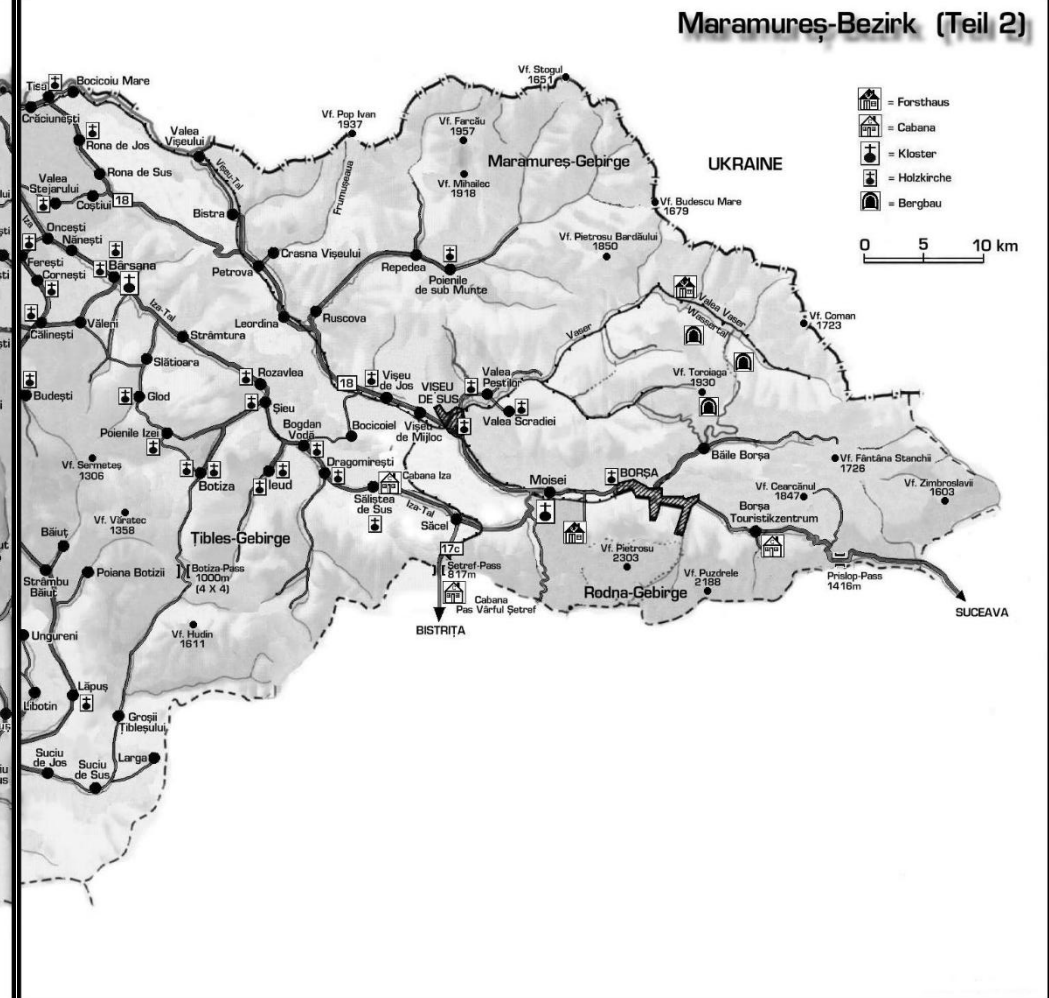 Maramureș-Bezirk (Teil 2)
= Forsthaus
= Cabana
= Kloster
= Holzkirche
= Bergbau
0 5 10 km
UKRAINE
Vf. Stogul
1651
Tisa
Bocicoiu Mare
Crăciunești
Vf. Pop Ivan
1937
Vf. Farcău
1957
Valea
Vișeului
Rona de Jos
Maramureș-Gebirge
Vișeu-Tal
Frumușeaua
Vf. Mihailec
1918
Rona de Sus
Valea
Stejarului
Coștiui
18
Vf. Budescu Mare
1679
Bistra
Iza
Oncești
Nănești
Vf. Pietrosu Bardăului
1850
Crasna Vișeului
Petrova
Repedea
Poienile
de sub Munte
Ferești
Bârsana
Cornești
Valea Vaser
Wassertal
Vaser
Iza-Tal
Leordina
Ruscova
Vf. Coman
1723
Călinești
Văleni
Strâmtura
Slătioara
Rozavlea
18
Vișeu
de Jos
VISEU
DE SUS
Valea
Peștilor
Vf. Toroiaga
1930
Budești
Glod
Șieu
Valea Scradiei
Vișeu
de Mijloc
Bogdan
Vodă
Bocicoiel
Poienile Izei
Băile Borșa
Vf. Sermeteș
1306
Dragomirești
Vf. Fântâna Stanchii
1726
Botiza
Ieud
Cabana Iza
Moisei
BORȘA
Vf. Cearcănul
1847
Vf. Zimbroslavii
1603
Săliștea
de Sus
Iza-Tal
Vf. Văratec
1358
Săcel
Borșa
Touristikzentrum
Țibleș-Gebirge
Băiuț
17c
Vf. Pietrosu
2303
Strâmbu
Băiuț
Poiana Botizii
Botiza-Pass
1000m
(4 X 4)
Șetref-Pass
817m
Vf. Puzdrele
2188
Prislop-Pass
1416m
Rodna-Gebirge
Cabana
Pas Vârful Șetref
SUCEAVA
BISTRIȚA
Vf. Hudin
1611
Ungureni
Libotin
Lăpuș
Groșii
Țibleșului
Suciu
de Jos
Suciu
de Sus
Larga